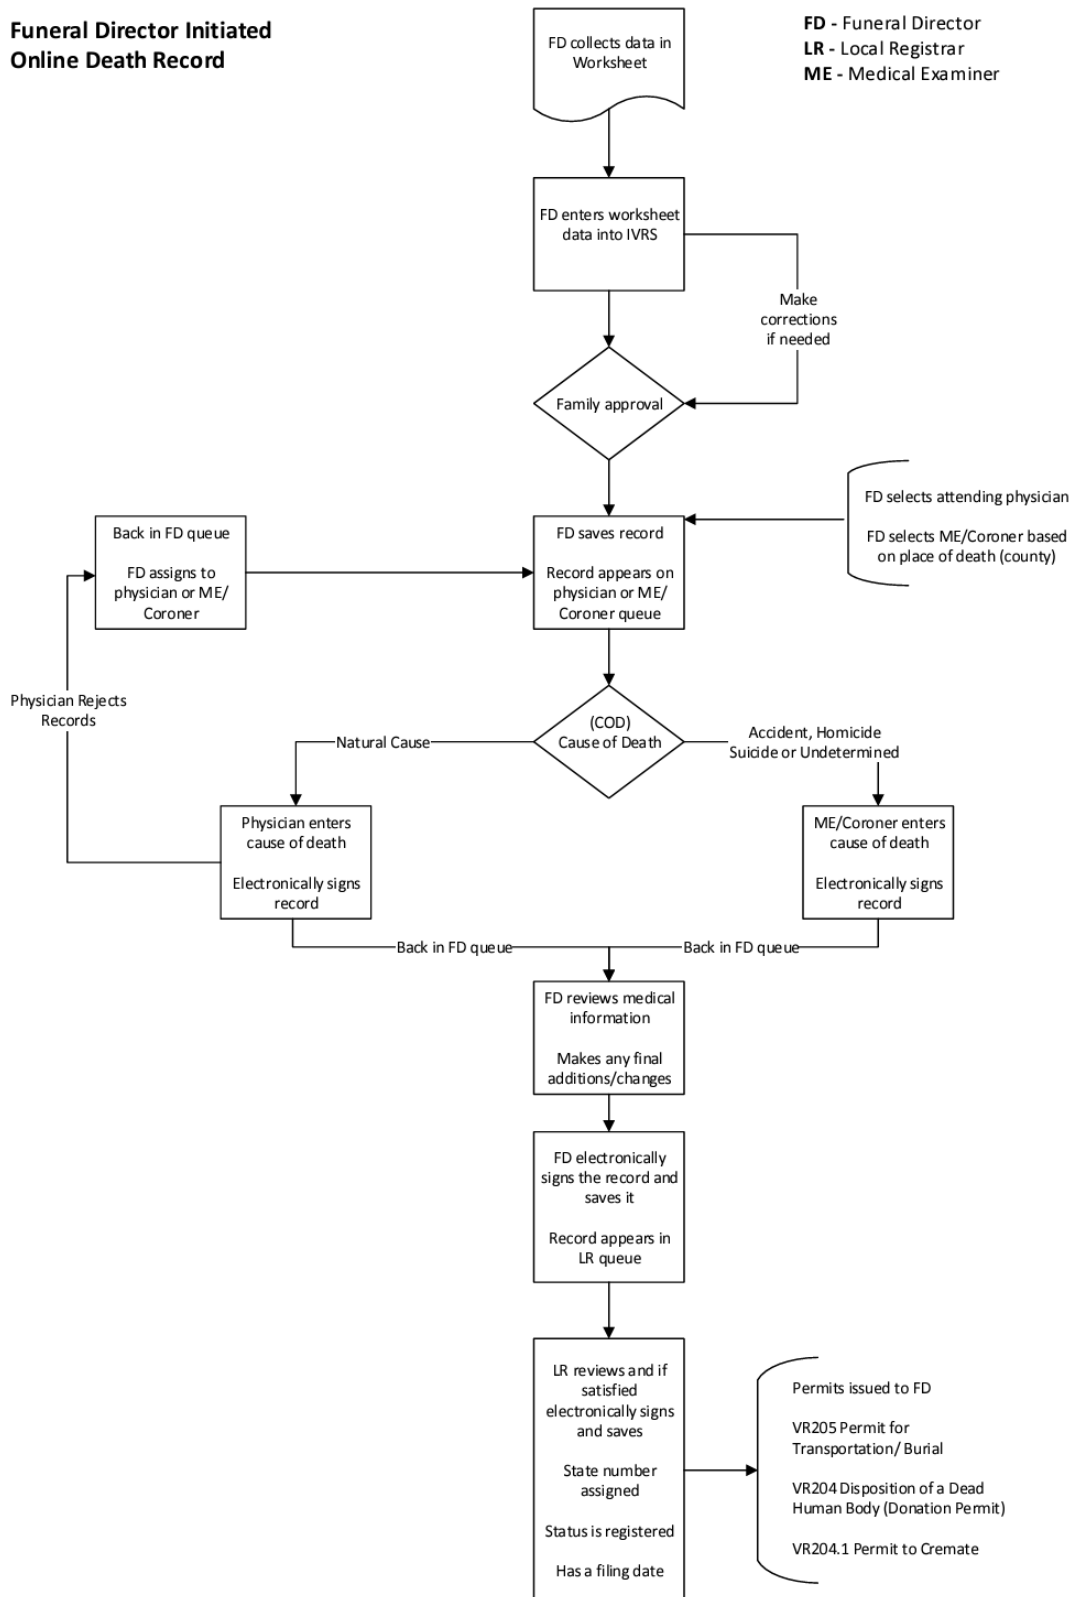 Funeral Director Initiated
Online Death Record
FD - Funeral Director
LR - Local Registrar
ME - Medical Examiner
FD collects data in
Worksheet
FD enters worksheet
data into IVRS
Make
corrections
if needed
Family approval
FD selects attending physician
FD selects ME/Coroner based
on place of death (county)
Back in FD queue
FD assigns to
physician or ME/
Coroner
FD saves record
Record appears on
physician or ME/
Coroner queue
Physician Rejects
Records
(COD)
Cause of Death
Natural Cause
Accident, Homicide
Suicide or Undetermined
Physician enters
cause of death
Electronically signs
record
ME/Coroner enters
cause of death
Electronically signs
record
Back in FD queue
Back in FD queue
FD reviews medical
information
Makes any final
additions/changes
FD electronically
signs the record and
saves it
Record appears in
LR queue
LR reviews and if
satisfied
electronically signs
and saves
State number
assigned
Status is registered
Has a filing date
Permits issued to FD
VR205 Permit for
Transportation/ Burial
VR204 Disposition of a Dead
Human Body (Donation Permit)
VR204.1 Permit to Cremate